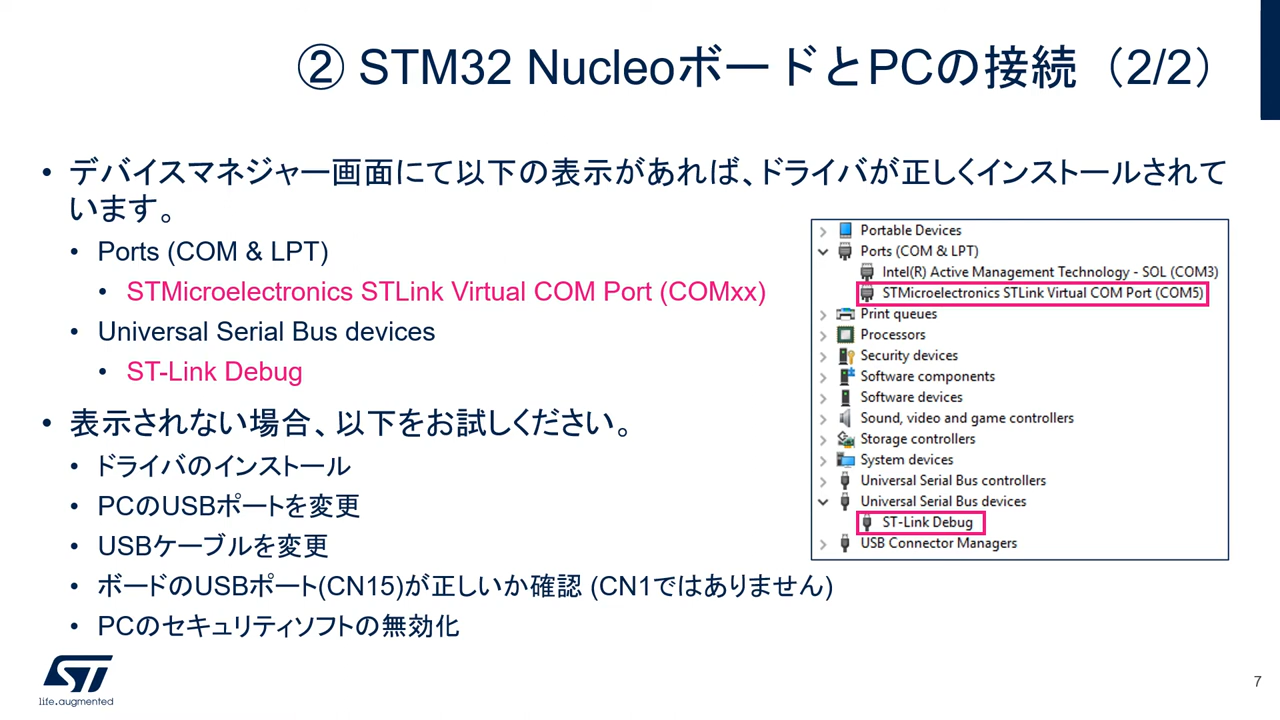 ② STM32 NucleoボードとPCの接続（2/2）
• デバイスマネジャー画面にて以下の表示があれば、ドライバが正しくインストールされて
います。
• Ports (COM & LPT)
• STMicroelectronics STLink Virtual COM Port (COMxx)
• Universal Serial Bus devices
• ST-Link Debug
• 表示されない場合、以下をお試しください。
• ドライバのインストール
• PCのUSBポートを変更
• USBケーブルを変更
• ボードのUSBポート(CN15)が正しいか確認 (CN1ではありません)
• PCのセキュリティソフトの無効化
Portable Devices
Ports (COM & LPT)
Intel(R) Active Management Technology - SOL (COM3)
STMicroelectronics STLink Virtual COM Port (COM5)
Print queues
Processors
Security devices
Software components
Software devices
Sound, video and game controllers
Storage controllers
System devices
Universal Serial Bus controllers
Universal Serial Bus devices
ST-Link Debug
USB Connector Managers
ST
life.augmented
7